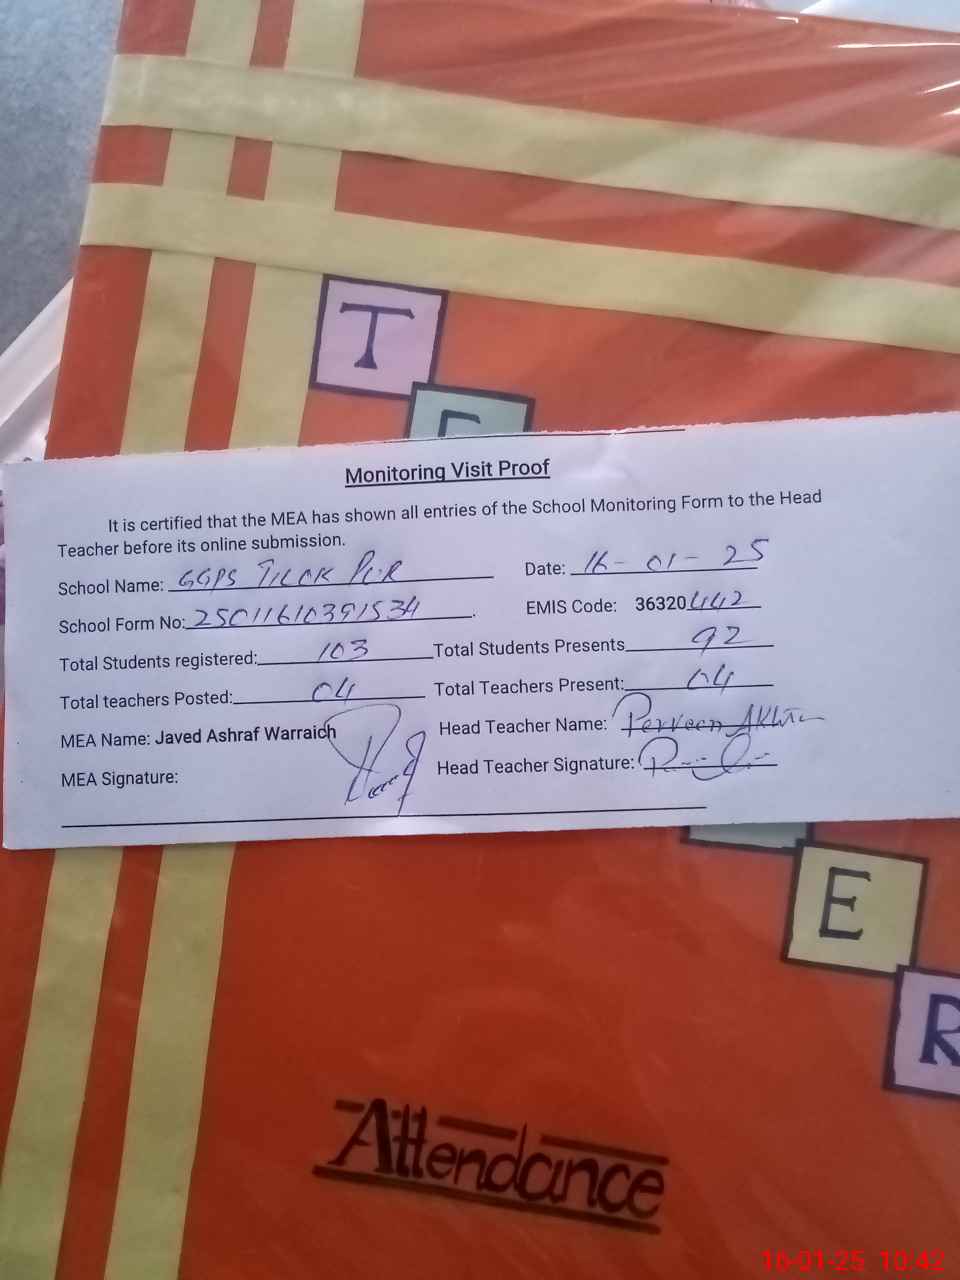 T
Monitoring Visit Proof
It is certified that the MEA has shown all entries of the School Monitoring Form to the Head
Teacher before its online submission.
School Name: GGPS TILOK PUR Date: 16-01-25
School Form No: 25011610391534. EMIS Code: 36320442
Total Students registered: 103 Total Students Presents 92
Total teachers Posted: 04 Total Teachers Present: 04
MEA Name: Javed Ashraf Warraich Head Teacher Name: Perveen Akhtar
MEA Signature: Head Teacher Signature:
E
R
Attendance
16-01-25 10:42